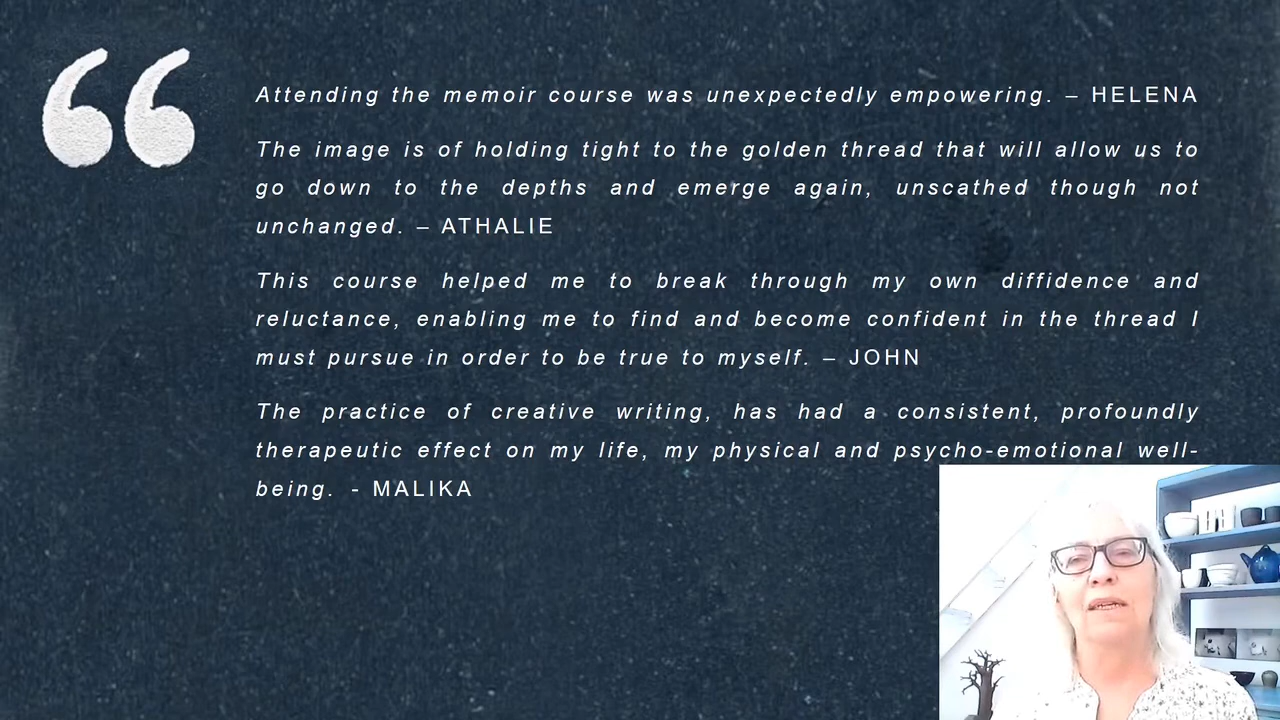 “
Attending the memoir course was unexpectedly empowering. – HELENA
The image is of holding tight to the golden thread that will allow us to
go down to the depths and emerge again, unscathed though not
unchanged. – ATHALIE
This course helped me to break through my own diffidence and
reluctance, enabling me to find and become confident in the thread I
must pursue in order to be true to myself. – JOHN
The practice of creative writing, has had a consistent, profoundly
therapeutic effect on my life, my physical and psycho-emotional well-
being. - MALIKA